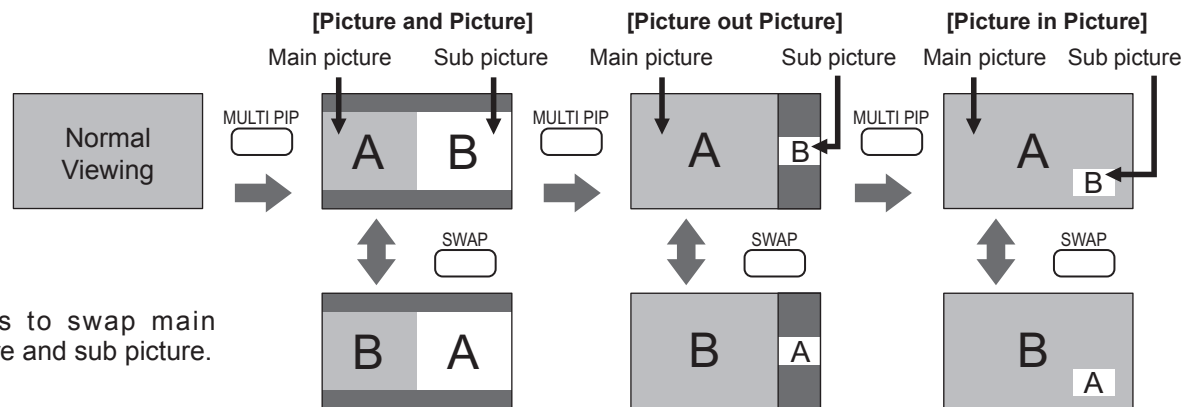 [Picture and Picture] [Picture out Picture] [Picture in Picture]
Main picture Sub picture Main picture Sub picture Main picture Sub picture
Normal
Viewing
MULTI PIP
A B
MULTI PIP
A B
MULTI PIP
A
B
SWAP SWAP SWAP
s to swap main
re and sub picture.
B A
B A
B
A